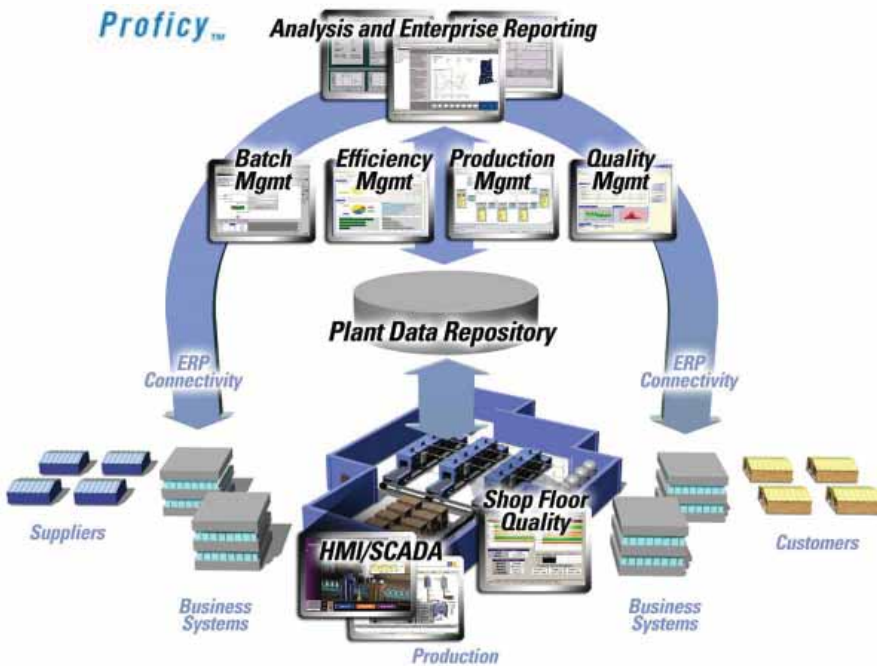 Proficy™
Analysis and Enterprise Reporting
Batch
Mgmt
Efficiency
Mgmt
Production
Mgmt
Quality
Mgmt
Plant Data Repository
ERP
Connectivity
ERP
Connectivity
Suppliers
Business
Systems
HMI/SCADA
Shop Floor
Quality
Production
Business
Systems
Customers